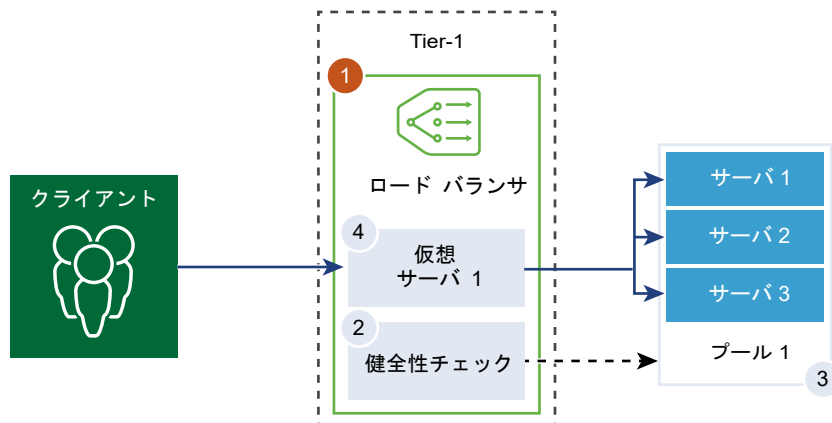 Tier-1
1
ロード バランサ
クライアント
4
仮想
サーバ 1
2
健全性チェック
サーバ 1
サーバ 2
サーバ 3
プール 1
3